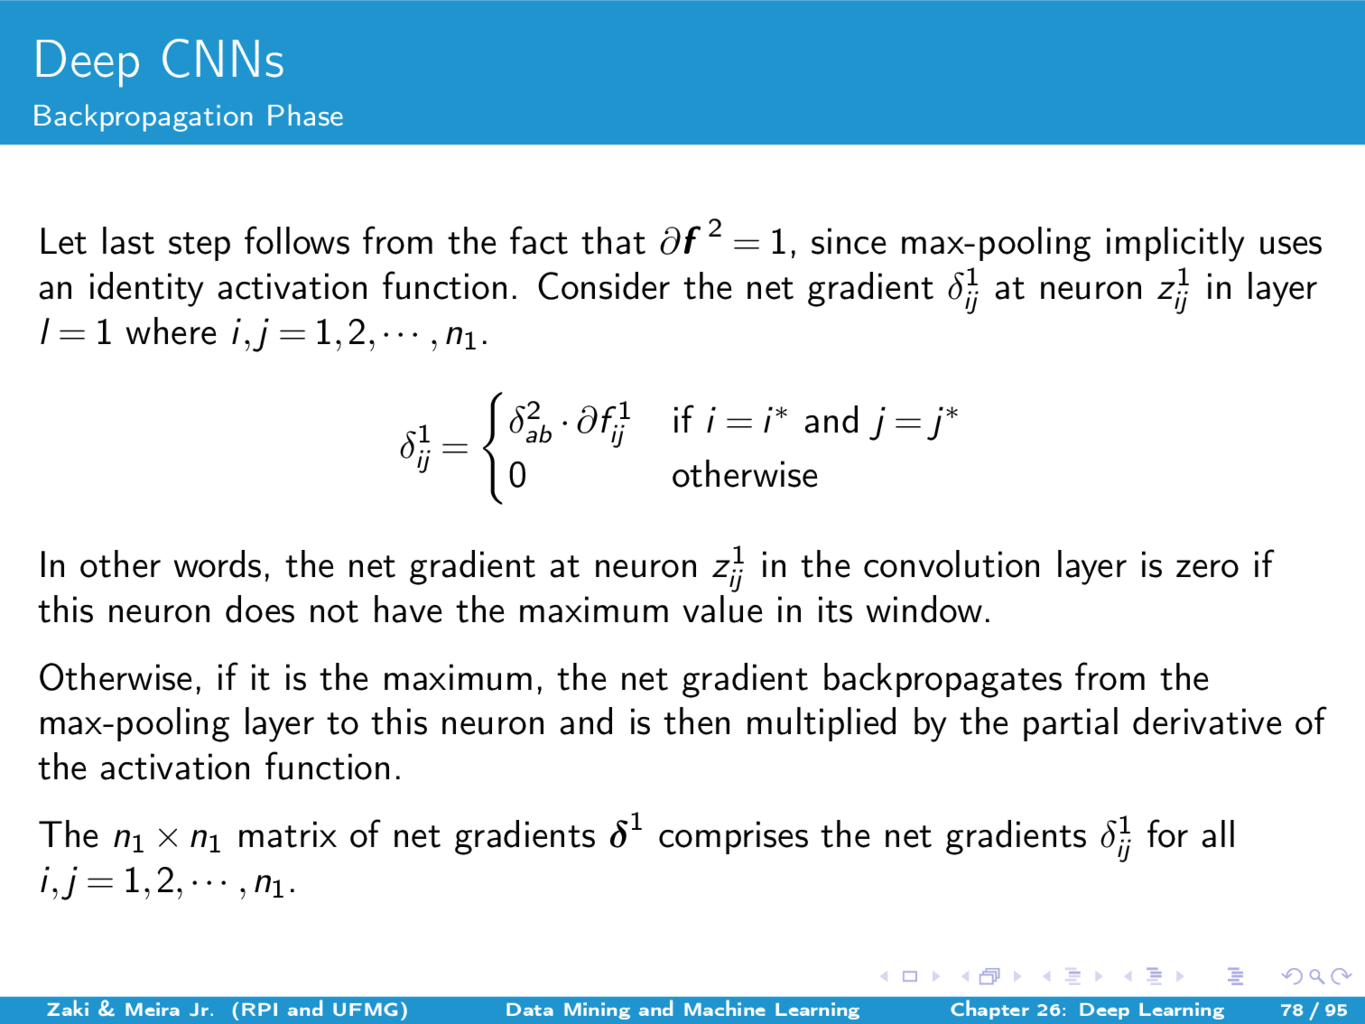 Deep CNNs
Backpropagation Phase
Let last step follows from the fact that ∂𝒇² = 1, since max-pooling implicitly uses
an identity activation function. Consider the net gradient δ¹ᵢⱼ at neuron z¹ᵢⱼ in layer
l = 1 where i, j = 1, 2, ⋯ , n₁.
δ¹ᵢⱼ = { δ²_ab · ∂f¹ᵢⱼ if i = i* and j = j*
0 otherwise
In other words, the net gradient at neuron z¹ᵢⱼ in the convolution layer is zero if
this neuron does not have the maximum value in its window.
Otherwise, if it is the maximum, the net gradient backpropagates from the
max-pooling layer to this neuron and is then multiplied by the partial derivative of
the activation function.
The n₁ × n₁ matrix of net gradients 𝜹¹ comprises the net gradients δ¹ᵢⱼ for all
i, j = 1, 2, ⋯ , n₁.
Zaki & Meira Jr. (RPI and UFMG) Data Mining and Machine Learning Chapter 26: Deep Learning 78 / 95